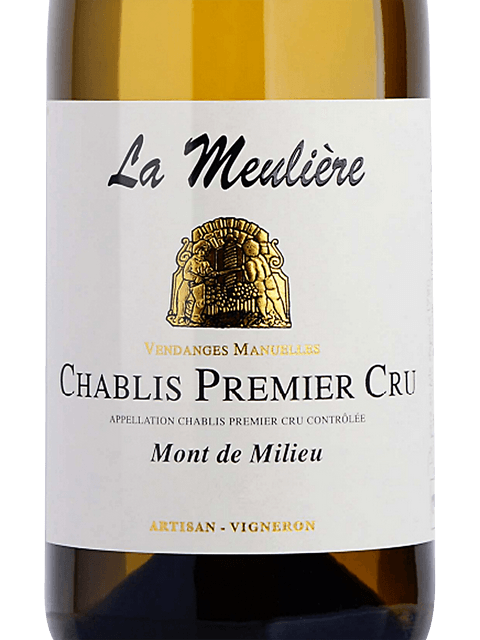 La Meulière
VENDANGES MANUELLES
CHABLIS PREMIER CRU
APPELLATION CHABLIS PREMIER CRU CONTRÔLÉE
Mont de Milieu
ARTISAN - VIGNERON